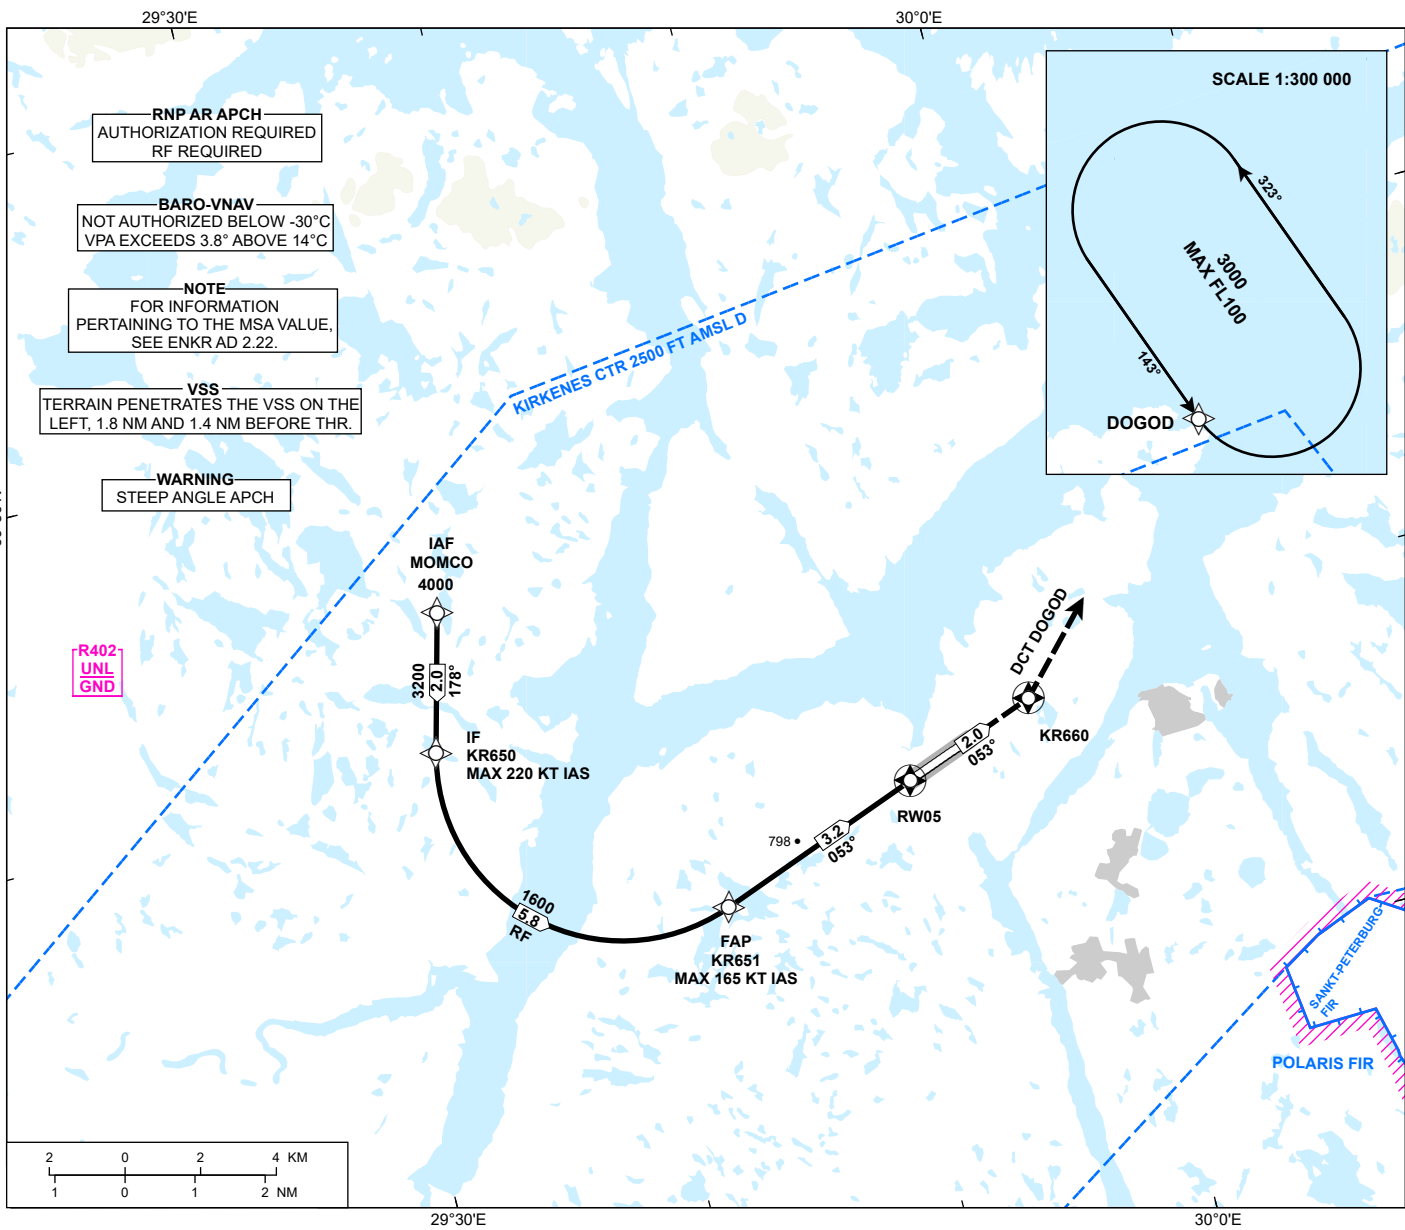 29°30'E
30°0'E
RNP AR APCH
AUTHORIZATION REQUIRED
RF REQUIRED
BARO-VNAV
NOT AUTHORIZED BELOW -30°C
VPA EXCEEDS 3.8° ABOVE 14°C
NOTE
FOR INFORMATION
PERTAINING TO THE MSA VALUE,
SEE ENKR AD 2.22.
VSS
TERRAIN PENETRATES THE VSS ON THE
LEFT, 1.8 NM AND 1.4 NM BEFORE THR.
WARNING
STEEP ANGLE APCH
SCALE 1:300 000
323°
3000
MAX FL100
143°
DOGOD
KIRKENES CTR 2500 FT AMSL D
IAF
MOMCO
4000
3200
2.0
178°
R402
UNL
GND
IF
KR650
MAX 220 KT IAS
DCT DOGOD
KR660
2.0
053°
RW05
798
3.2
053°
1600
5.8
RF
FAP
KR651
MAX 165 KT IAS
SANKT-PETERBURG
FIR
POLARIS FIR
2 0 2 4 KM
1 0 1 2 NM
29°30'E
30°0'E